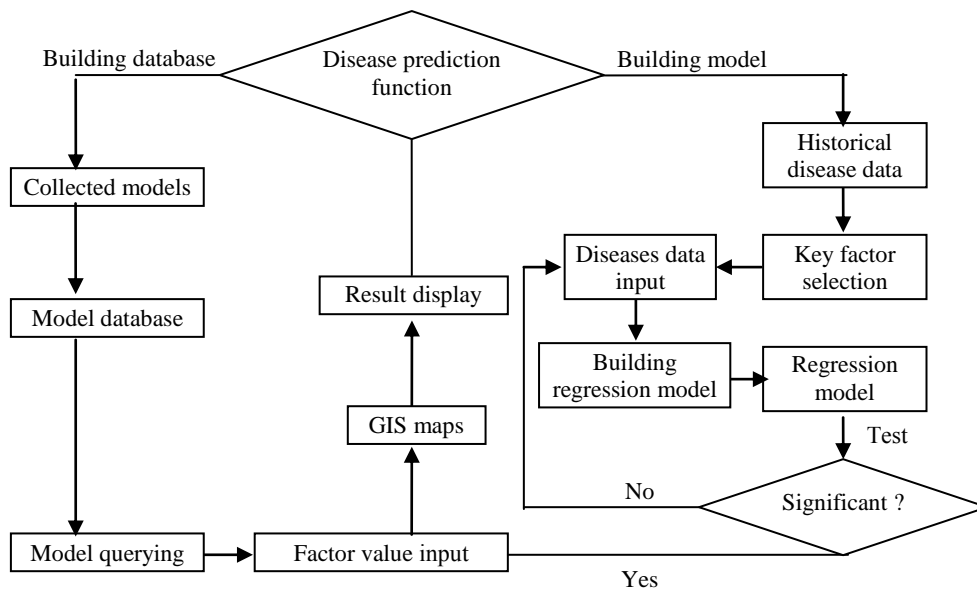 Building database
Disease prediction
function
Building model
Historical
disease data
Collected models
Key factor
selection
Diseases data
input
Result display
Model database
Building
regression model
Regression
model
GIS maps
Test
No
Significant ?
Model querying
Factor value input
Yes